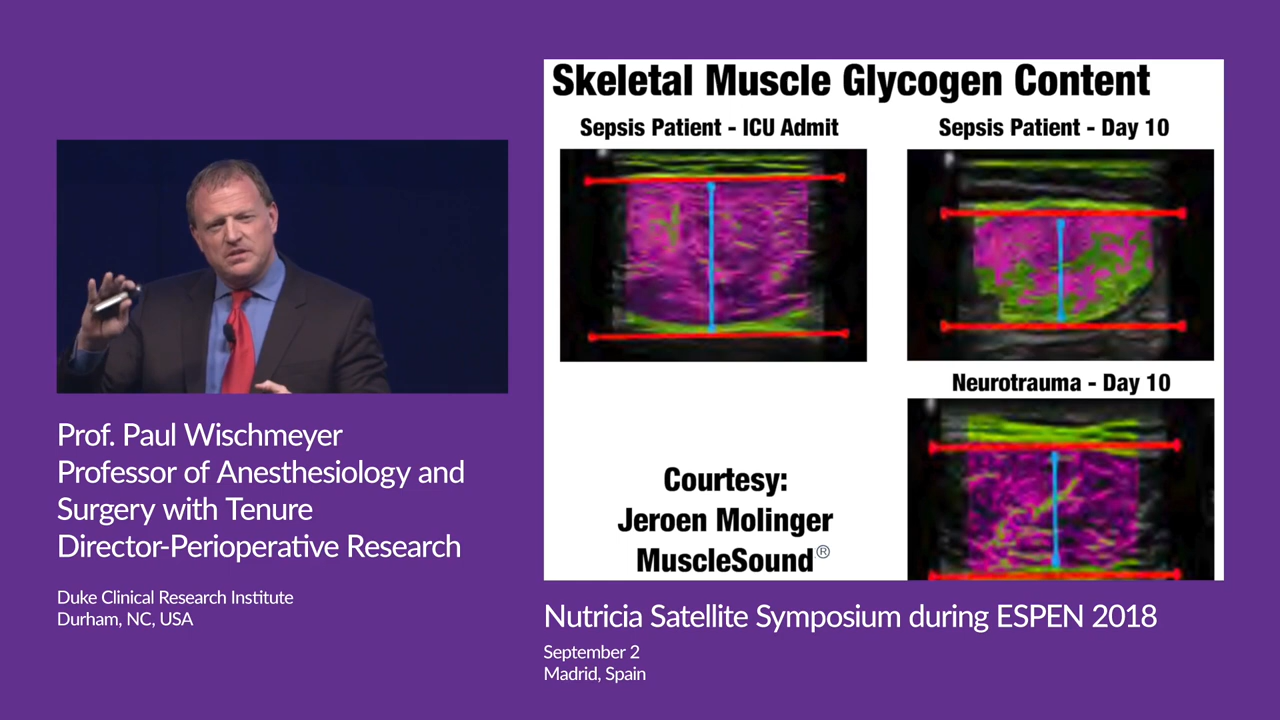 Skeletal Muscle Glycogen Content
Sepsis Patient - ICU Admit
Sepsis Patient - Day 10
Neurotrauma - Day 10
Courtesy:
Jeroen Molinger
MuscleSound®
Prof. Paul Wischmeyer
Professor of Anesthesiology and
Surgery with Tenure
Director-Perioperative Research
Duke Clinical Research Institute
Durham, NC, USA
Nutricia Satellite Symposium during ESPEN 2018
September 2
Madrid, Spain